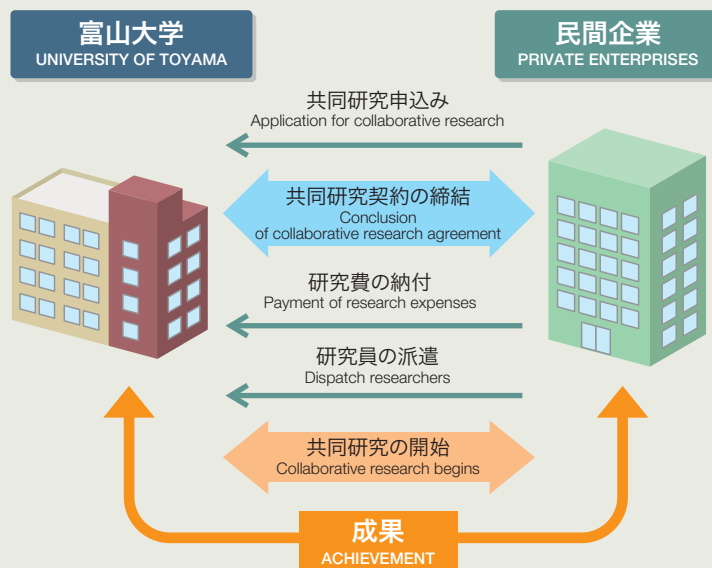 富山大学
UNIVERSITY OF TOYAMA
民間企業
PRIVATE ENTERPRISES
共同研究申込み
Application for collaborative research
共同研究契約の締結
Conclusion
of collaborative research agreement
研究費の納付
Payment of research expenses
研究員の派遣
Dispatch researchers
共同研究の開始
Collaborative research begins
成果
ACHIEVEMENT